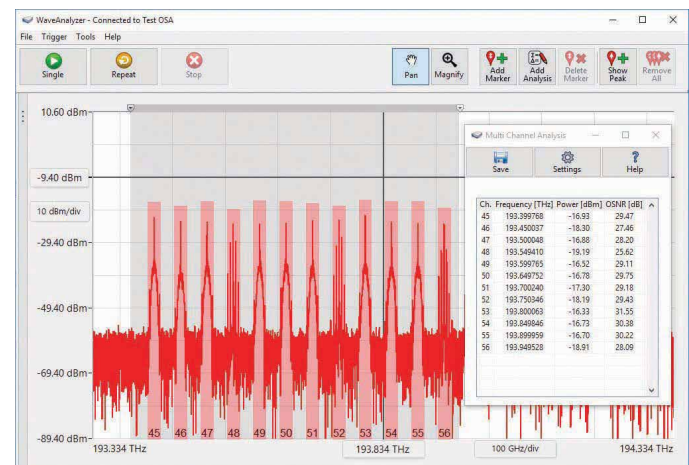 WaveAnalyzer - Connected to Test OSA
File Trigger Tools Help
Single Repeat Stop Pan Magnify Add Marker Add Analysis Delete Marker Show Peak Remove All
10.60 dBm
-9.40 dBm
10 dBm/div
-29.40 dBm
-49.40 dBm
-69.40 dBm
-89.40 dBm
45 46 47 48 49 50 51 52 53 54 55 56
193.334 THz 193.834 THz 100 GHz/div 194.334 THz
Multi Channel Analysis
Save Settings Help
Ch. Frequency [THz] Power [dBm] OSNR [dB]
45 193.399768 -16.93 29.47
46 193.450037 -18.30 27.46
47 193.500048 -16.88 28.20
48 193.549410 -19.19 25.62
49 193.599765 -16.52 29.11
50 193.649752 -16.78 29.75
51 193.700240 -17.30 29.18
52 193.750346 -18.19 29.43
53 193.800063 -16.33 31.55
54 193.849846 -16.73 30.38
55 193.899959 -16.70 30.22
56 193.949528 -18.91 28.09